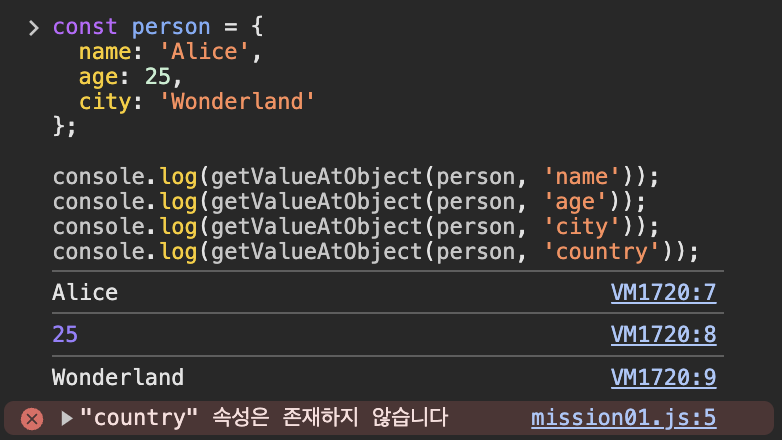 const person = {
  name: 'Alice',
  age: 25,
  city: 'Wonderland'
};

console.log(getValueAtObject(person, 'name'));
console.log(getValueAtObject(person, 'age'));
console.log(getValueAtObject(person, 'city'));
console.log(getValueAtObject(person, 'country'));
Alice VM1720:7
25 VM1720:8
Wonderland VM1720:9
"country" 속성은 존재하지 않습니다 mission01.js:5